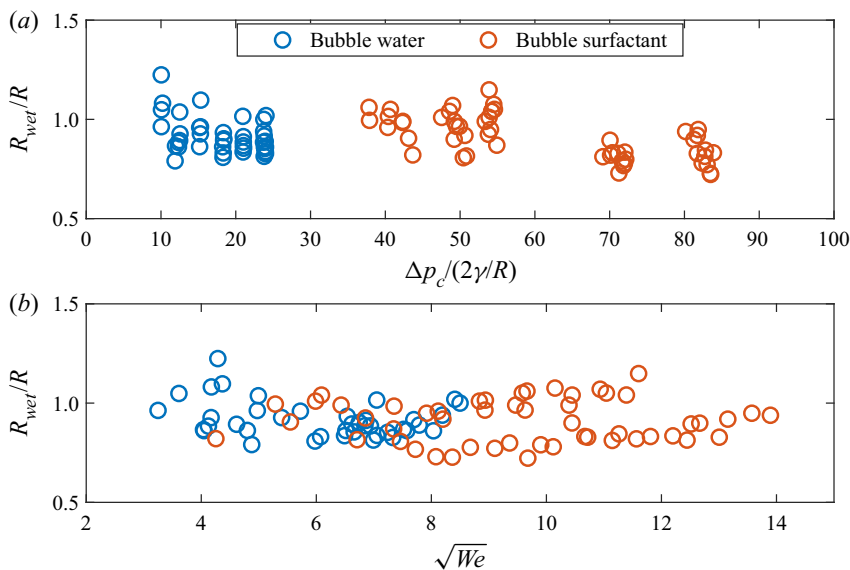 (a)
Bubble water Bubble surfactant
1.5
1.0
0.5
R_wet/R
0 10 20 30 40 50 60 70 80 90 100
Δp_c/(2γ/R)
(b)
1.5
1.0
0.5
R_wet/R
2 4 6 8 10 12 14
√We